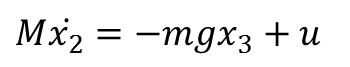 Mẋ₂ = −mgx₃ + u